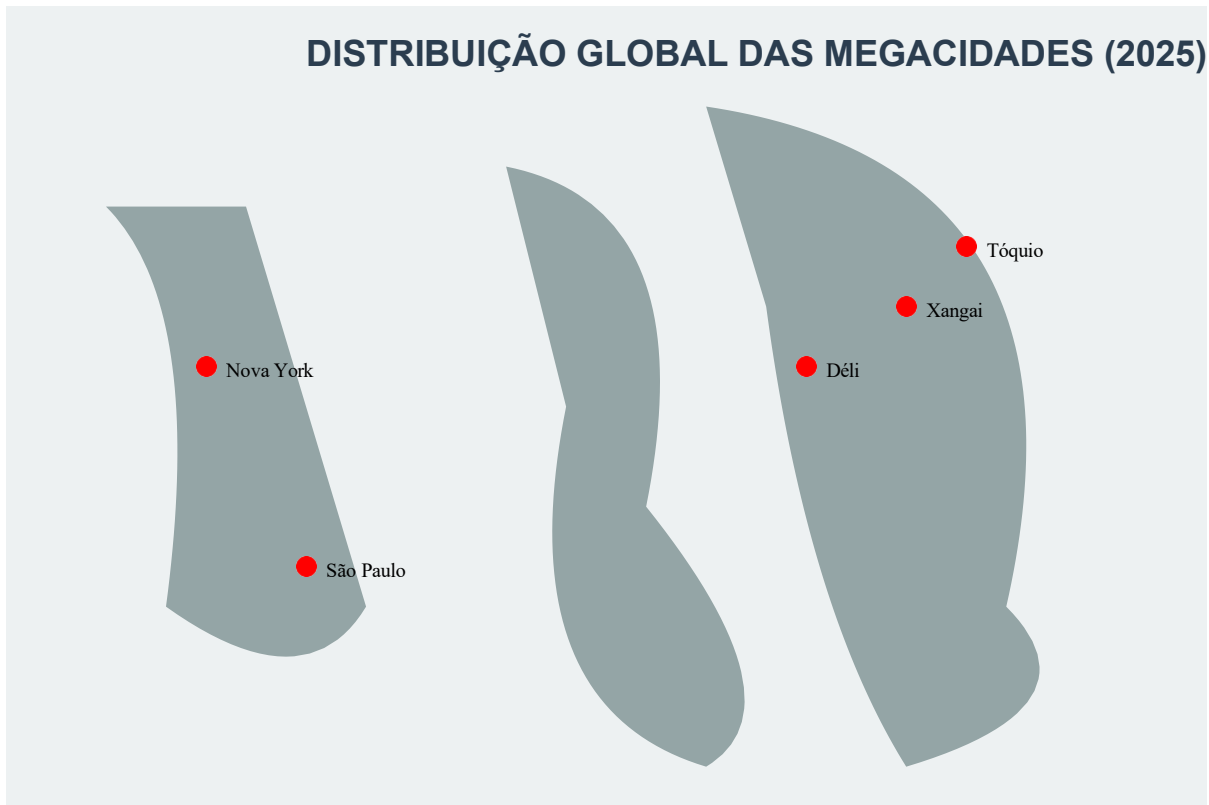 DISTRIBUIÇÃO GLOBAL DAS MEGACIDADES (2025)
Tóquio
Xangai
Nova York
Déli
São Paulo